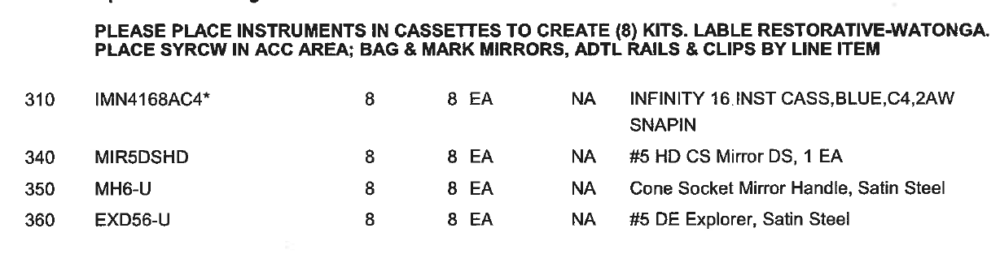 PLEASE PLACE INSTRUMENTS IN CASSETTES TO CREATE (8) KITS. LABLE RESTORATIVE-WATONGA.
PLACE SYRCW IN ACC AREA; BAG & MARK MIRRORS, ADTL RAILS & CLIPS BY LINE ITEM
310 IMN4168AC4* 8 8 EA NA INFINITY 16 INST CASS,BLUE,C4,2AW
SNAPIN
340 MIR5DSHD 8 8 EA NA #5 HD CS Mirror DS, 1 EA
350 MH6-U 8 8 EA NA Cone Socket Mirror Handle, Satin Steel
360 EXD56-U 8 8 EA NA #5 DE Explorer, Satin Steel